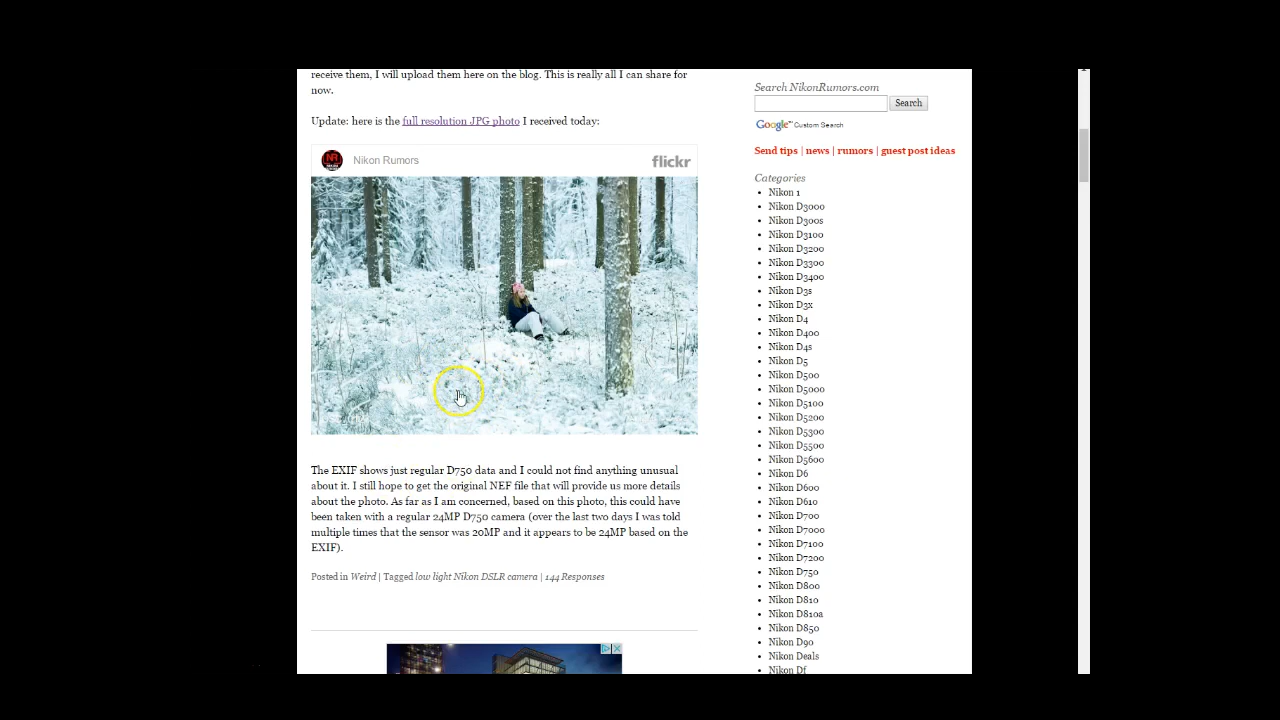 receive them, I will upload them here on the blog. This is really all I can share for
now.
Update: here is the full resolution JPG photo I received today:
Nikon Rumors
flickr
The EXIF shows just regular D750 data and I could not find anything unusual
about it. I still hope to get the original NEF file that will provide us more details
about the photo. As far as I am concerned, based on this photo, this could have
been taken with a regular 24MP D750 camera (over the last two days I was told
multiple times that the sensor was 20MP and it appears to be 24MP based on the
EXIF).
Posted in Weird | Tagged low light Nikon DSLR camera | 144 Responses
Search NikonRumors.com
Search
Google™ Custom Search
Send tips | news | rumors | guest post ideas
Categories
Nikon 1
Nikon D3000
Nikon D300s
Nikon D3100
Nikon D3200
Nikon D3300
Nikon D3400
Nikon D3s
Nikon D3x
Nikon D4
Nikon D400
Nikon D4s
Nikon D5
Nikon D500
Nikon D5000
Nikon D5100
Nikon D5200
Nikon D5300
Nikon D5500
Nikon D5600
Nikon D6
Nikon D600
Nikon D610
Nikon D700
Nikon D7000
Nikon D7100
Nikon D7200
Nikon D750
Nikon D800
Nikon D810
Nikon D810a
Nikon D850
Nikon D90
Nikon Deals
Nikon Df